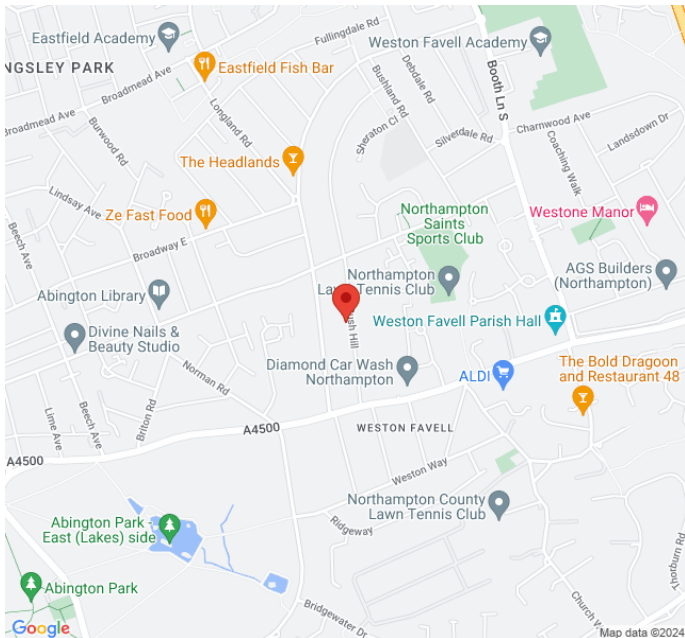 Fullingdale Rd
Eastfield Academy
Weston Favell Academy
NGSLEY PARK
Eastfield Fish Bar
Broadmead Ave
Bushland Rd
Debdale Rd
Booth Ln S
Longland Rd
Broadmead Ave
Burwood Rd
Sheraton Cl
Silverdale Rd
Charnwood Ave
Landsdown Dr
Coaching Walk
The Headlands
Lindsay Ave
Ze Fast Food
Northampton
Saints
Sports Club
Westone Manor
Beech Ave
Broadway E
Northampton
Lawn Tennis Club
AGS Builders
(Northampton)
Abington Library
Divine Nails &
Beauty Studio
ush Hill
Weston Favell Parish Hall
Norman Rd
Diamond Car Wash
Northampton
ALDI
The Bold Dragoon
and Restaurant 48
Lime Ave
Beech Ave
Briton Rd
A4500
WESTON FAVELL
A4500
Weston Way
Northampton County
Lawn Tennis Club
Abington Park -
East (Lakes) side
Ridgeway
Thorburn Rd
Abington Park
Bridgewater Dr
Church
Google
Map data ©2024